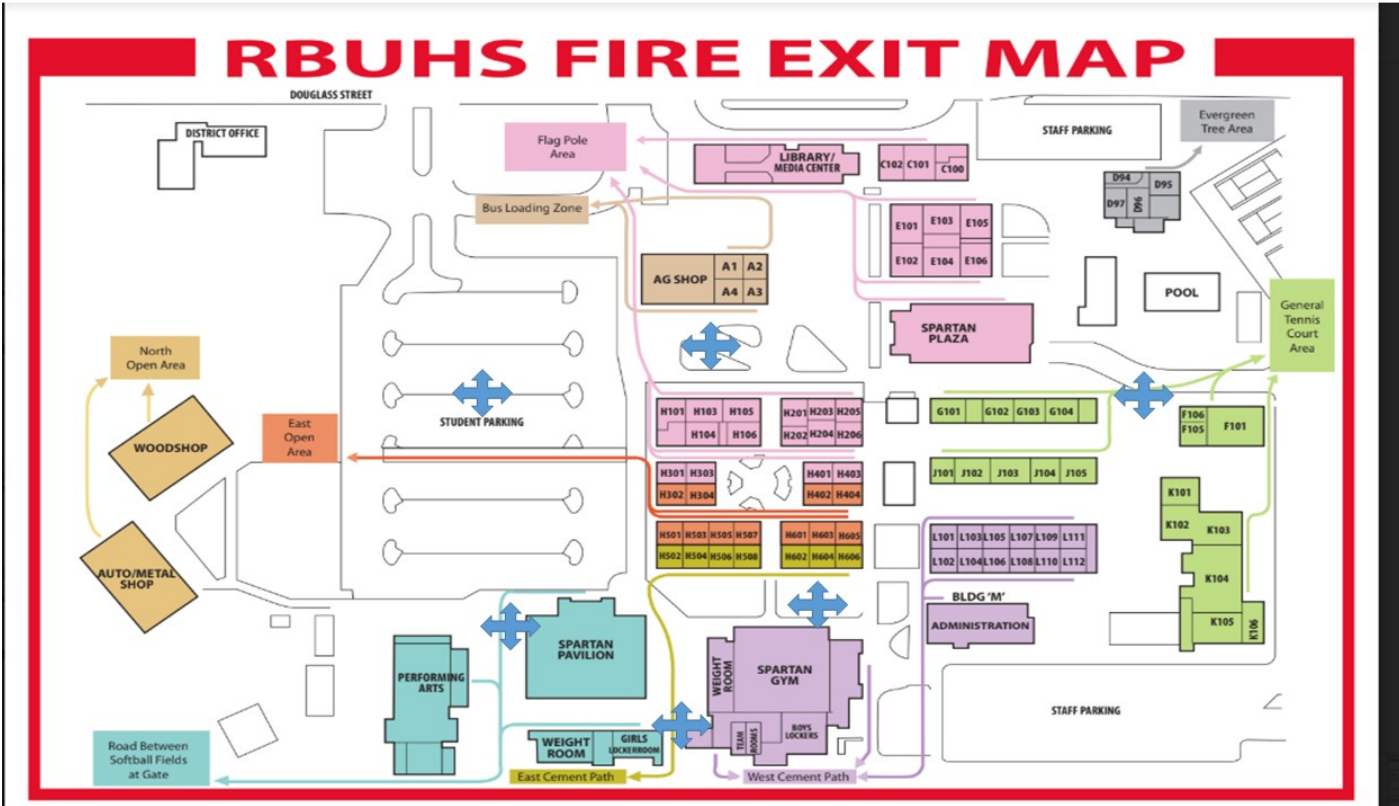 RBUHS FIRE EXIT MAP
DOUGLASS STREET
DISTRICT OFFICE
Flag Pole
Area
LIBRARY/
MEDIA CENTER
C102 C101 C100
STAFF PARKING
Evergreen
Tree Area
D94 D95
D97 D96
Bus Loading Zone
E101 E103 E105
E102 E104 E106
AG SHOP
A1 A2
A4 A3
POOL
General
Tennis
Court
Area
SPARTAN
PLAZA
North
Open Area
WOODSHOP
AUTO/METAL
SHOP
East
Open
Area
STUDENT PARKING
H101 H103 H105
H104 H106
H201 H203 H205
H202 H204 H206
G101 G102 G103 G104
F106
F105 F101
H301 H303
H302 H304
H401 H403
H402 H404
J101 J102 J103 J104 J105
K101
K102 K103
K104
K105 K106
H501 H503 H505 H507
H502 H504 H506 H508
H601 H603 H605
H602 H604 H606
L101 L103 L105 L107 L109 L111
L102 L104 L106 L108 L110 L112
BLDG 'M'
ADMINISTRATION
SPARTAN
PAVILION
PERFORMING
ARTS
WEIGHT
ROOM
SPARTAN
GYM
TEAM
ROOMS
BOYS
LOCKERS
STAFF PARKING
WEIGHT
ROOM
GIRLS
LOCKERROOM
Road Between
Softball Fields
at Gate
East Cement Path
West Cement Path